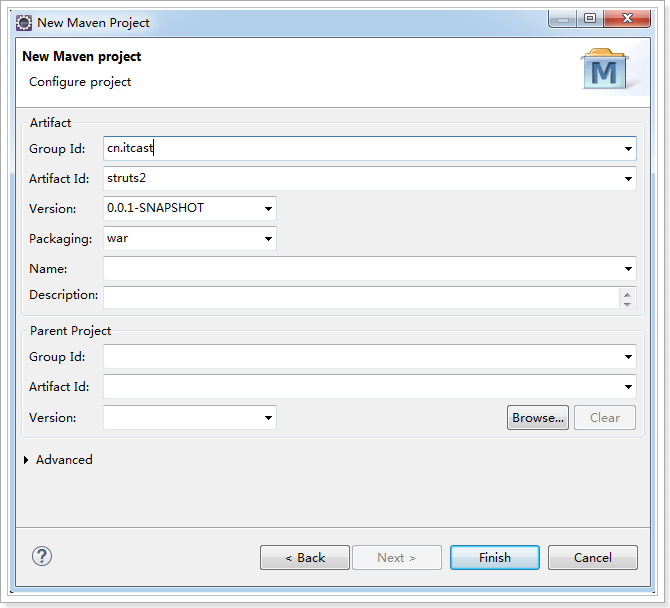 New Maven Project
New Maven project
Configure project
M
Artifact
Group Id: cn.itcast
Artifact Id: struts2
Version: 0.0.1-SNAPSHOT
Packaging: war
Name:
Description:
Parent Project
Group Id:
Artifact Id:
Version: Browse... Clear
Advanced
? < Back Next > Finish Cancel